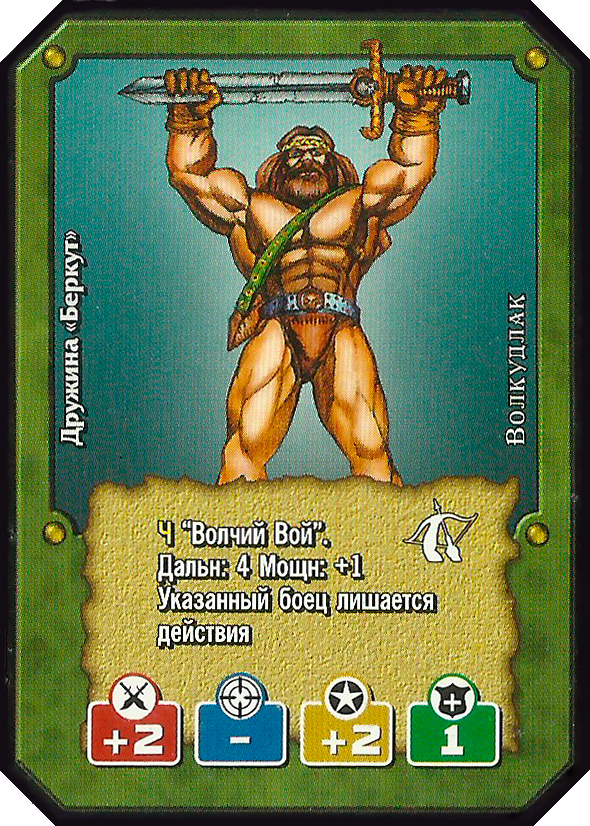 Дружина «Беркут»
Волкудлак
Ч “Волчий Вой”.
Дальн: 4 Мощн: +1
Указанный боец лишается
действия
+2 – +2 1